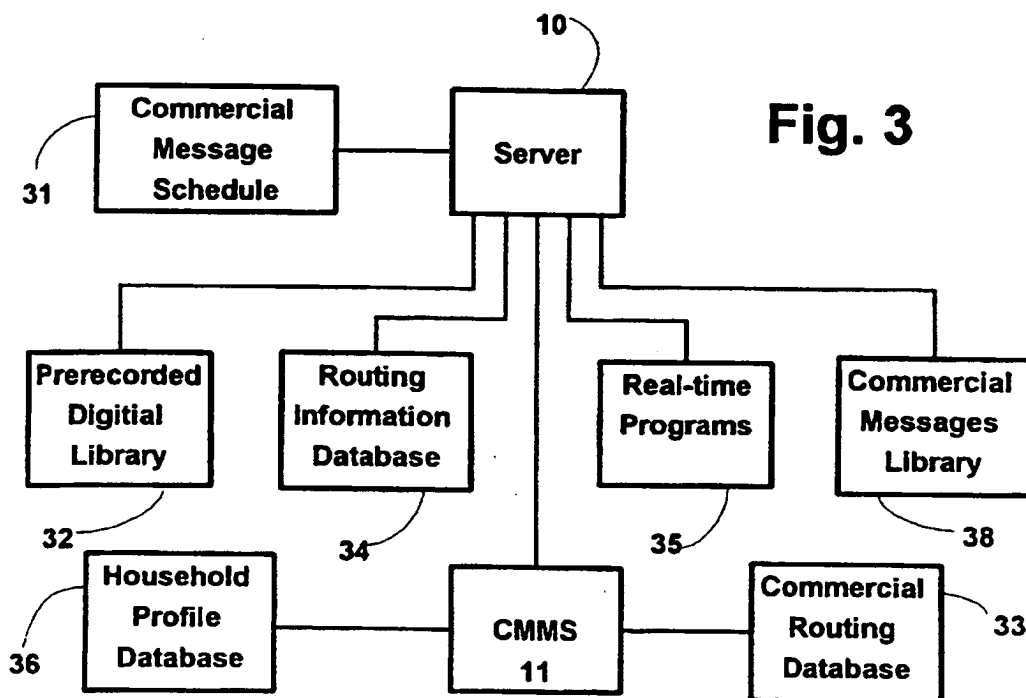 10
Commercial
Message
Schedule
Server
Fig. 3
31
Prerecorded
Digitial
Library
Routing
Information
Database
Real-time
Programs
Commercial
Messages
Library
32
34
35
38
Household
Profile
Database
CMMS
11
Commercial
Routing
Database
36
33